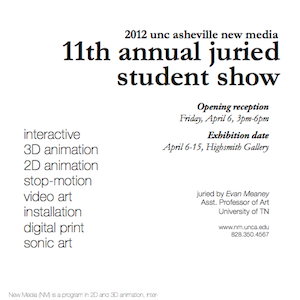 2012 unc asheville new media
11th annual juried
student show
Opening reception
Friday, April 6, 3pm-6pm
Exhibition date
April 6-15, Highsmith Gallery
interactive
3D animation
2D animation
stop-motion
video art
installation
digital print
sonic art
juried by Evan Meaney
Asst. Professor of Art
University of TN
www.nm.unca.edu
828.350.4567
New Media (NM) is a program in 2D and 3D animation, inter